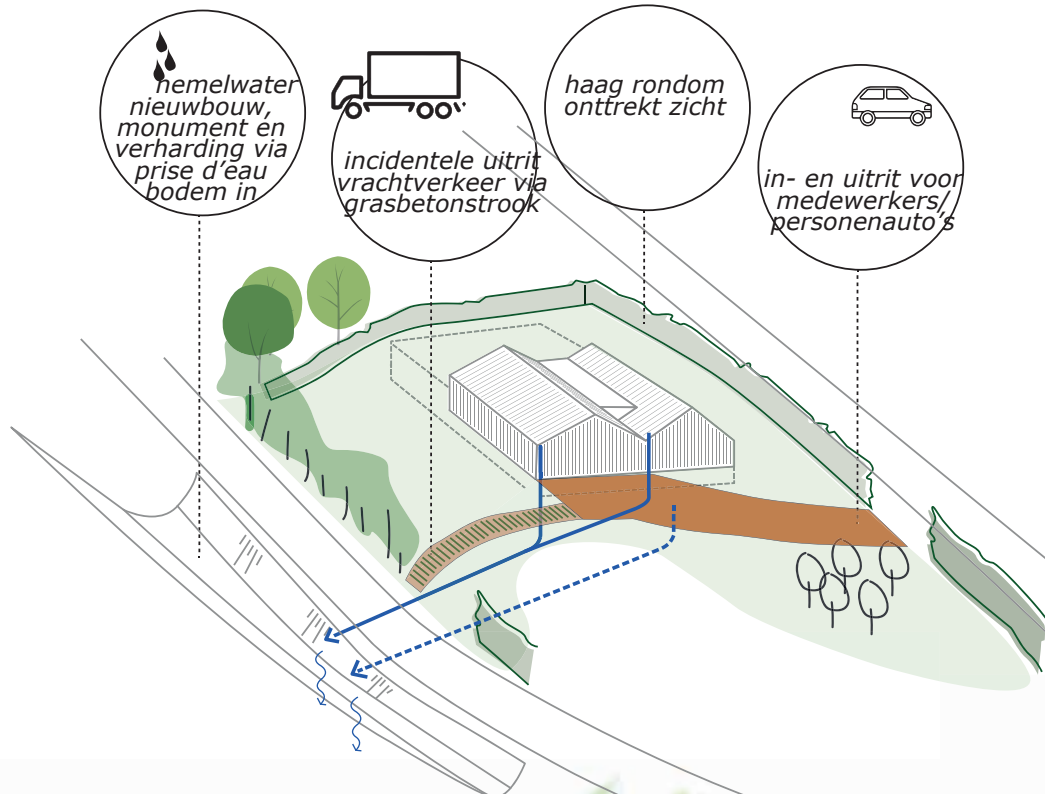 hemelwater
nieuwbouw,
monument en
verharding via
prise d'eau
bodem in
incidentele uitrit
vrachtverkeer via
grasbetonstrook
haag rondom
onttrekt zicht
in- en uitrit voor
medewerkers/
personenauto's